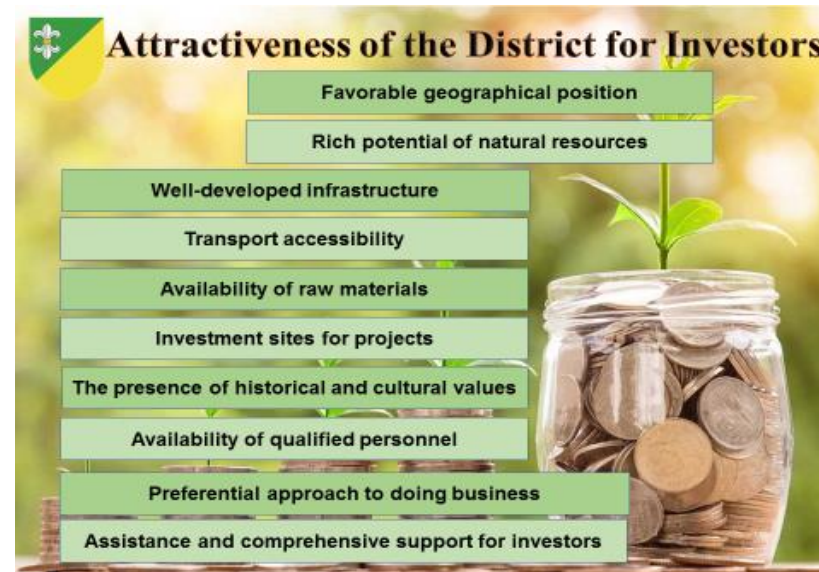 Attractiveness of the District for Investors
Favorable geographical position
Rich potential of natural resources
Well-developed infrastructure
Transport accessibility
Availability of raw materials
Investment sites for projects
The presence of historical and cultural values
Availability of qualified personnel
Preferential approach to doing business
Assistance and comprehensive support for investors